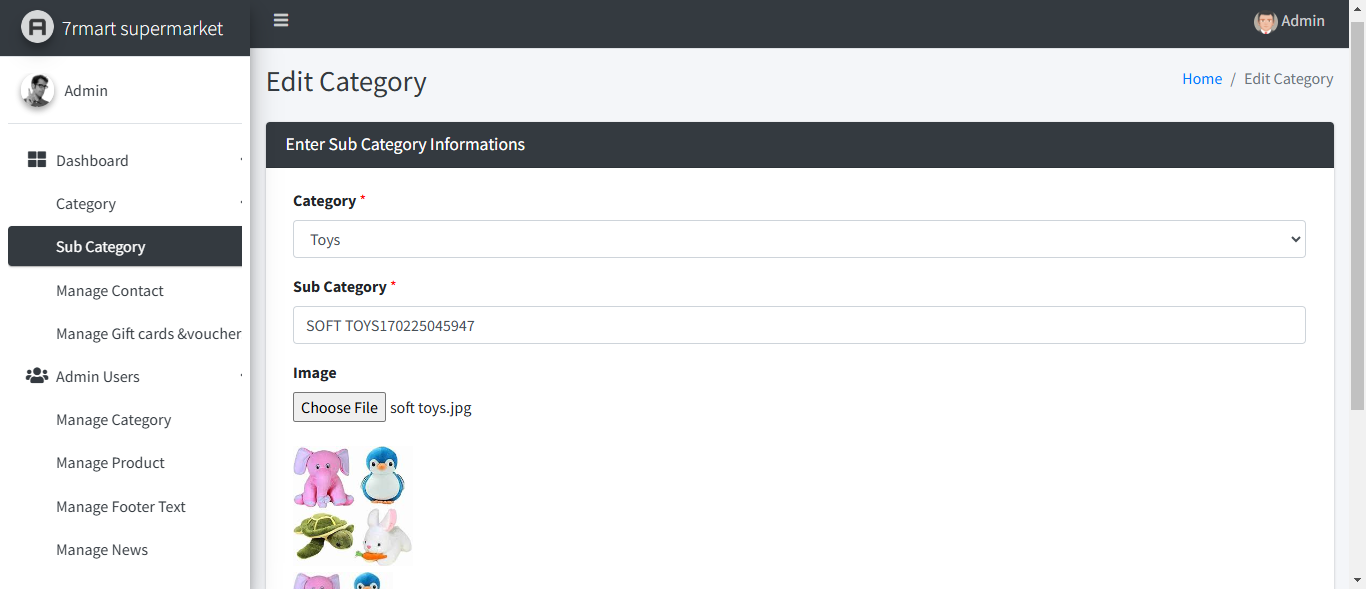 7rmart supermarket
Admin
Admin
Edit Category
Home / Edit Category
Dashboard
Category
Sub Category
Manage Contact
Manage Gift cards &voucher
Admin Users
Manage Category
Manage Product
Manage Footer Text
Manage News
Enter Sub Category Informations
Category *
Toys
Sub Category *
SOFT TOYS170225045947
Image
Choose File soft toys.jpg